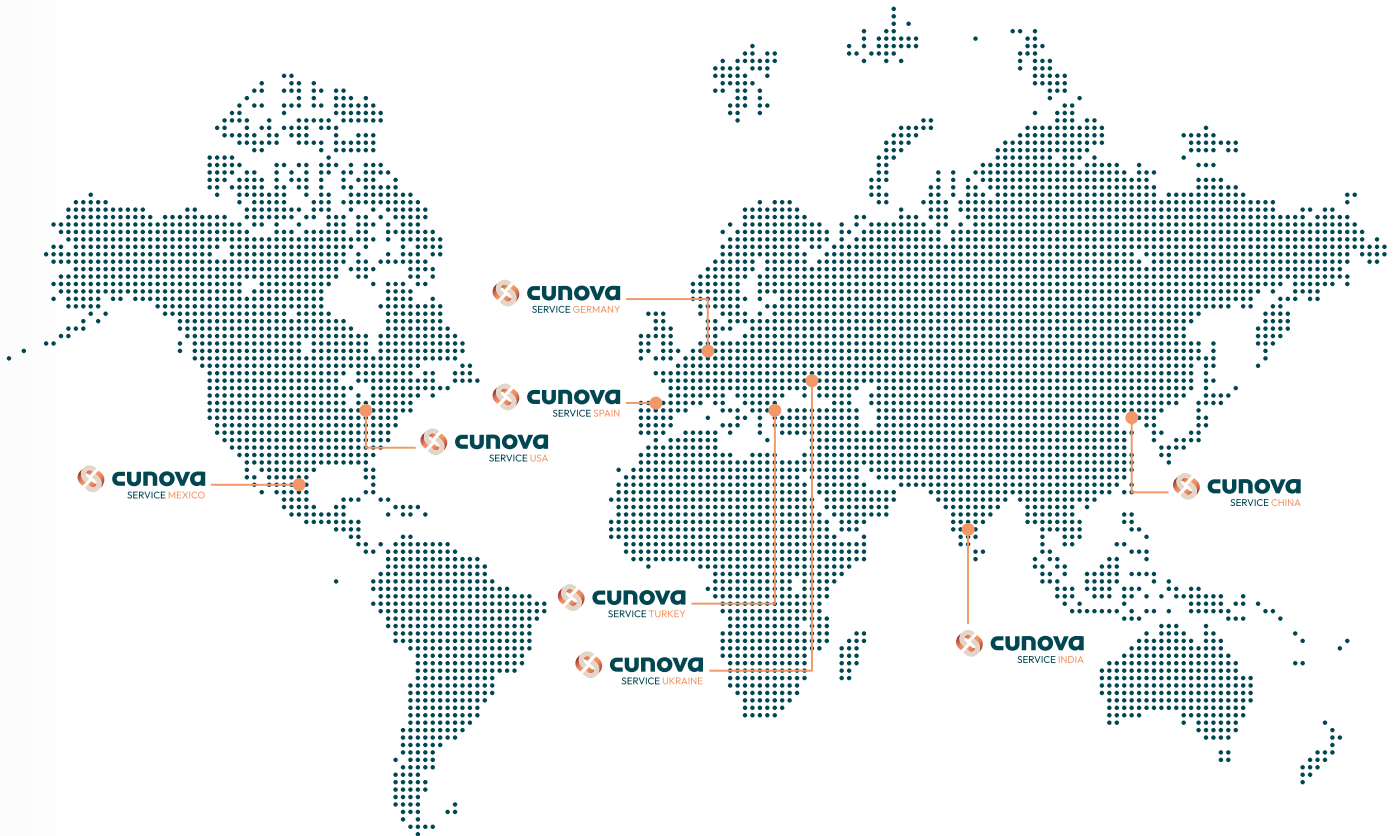 cunova
SERVICE GERMANY
cunova
SERVICE SPAIN
cunova
SERVICE USA
cunova
SERVICE MEXICO
cunova
SERVICE CHINA
cunova
SERVICE TURKEY
cunova
SERVICE INDIA
cunova
SERVICE UKRAINE